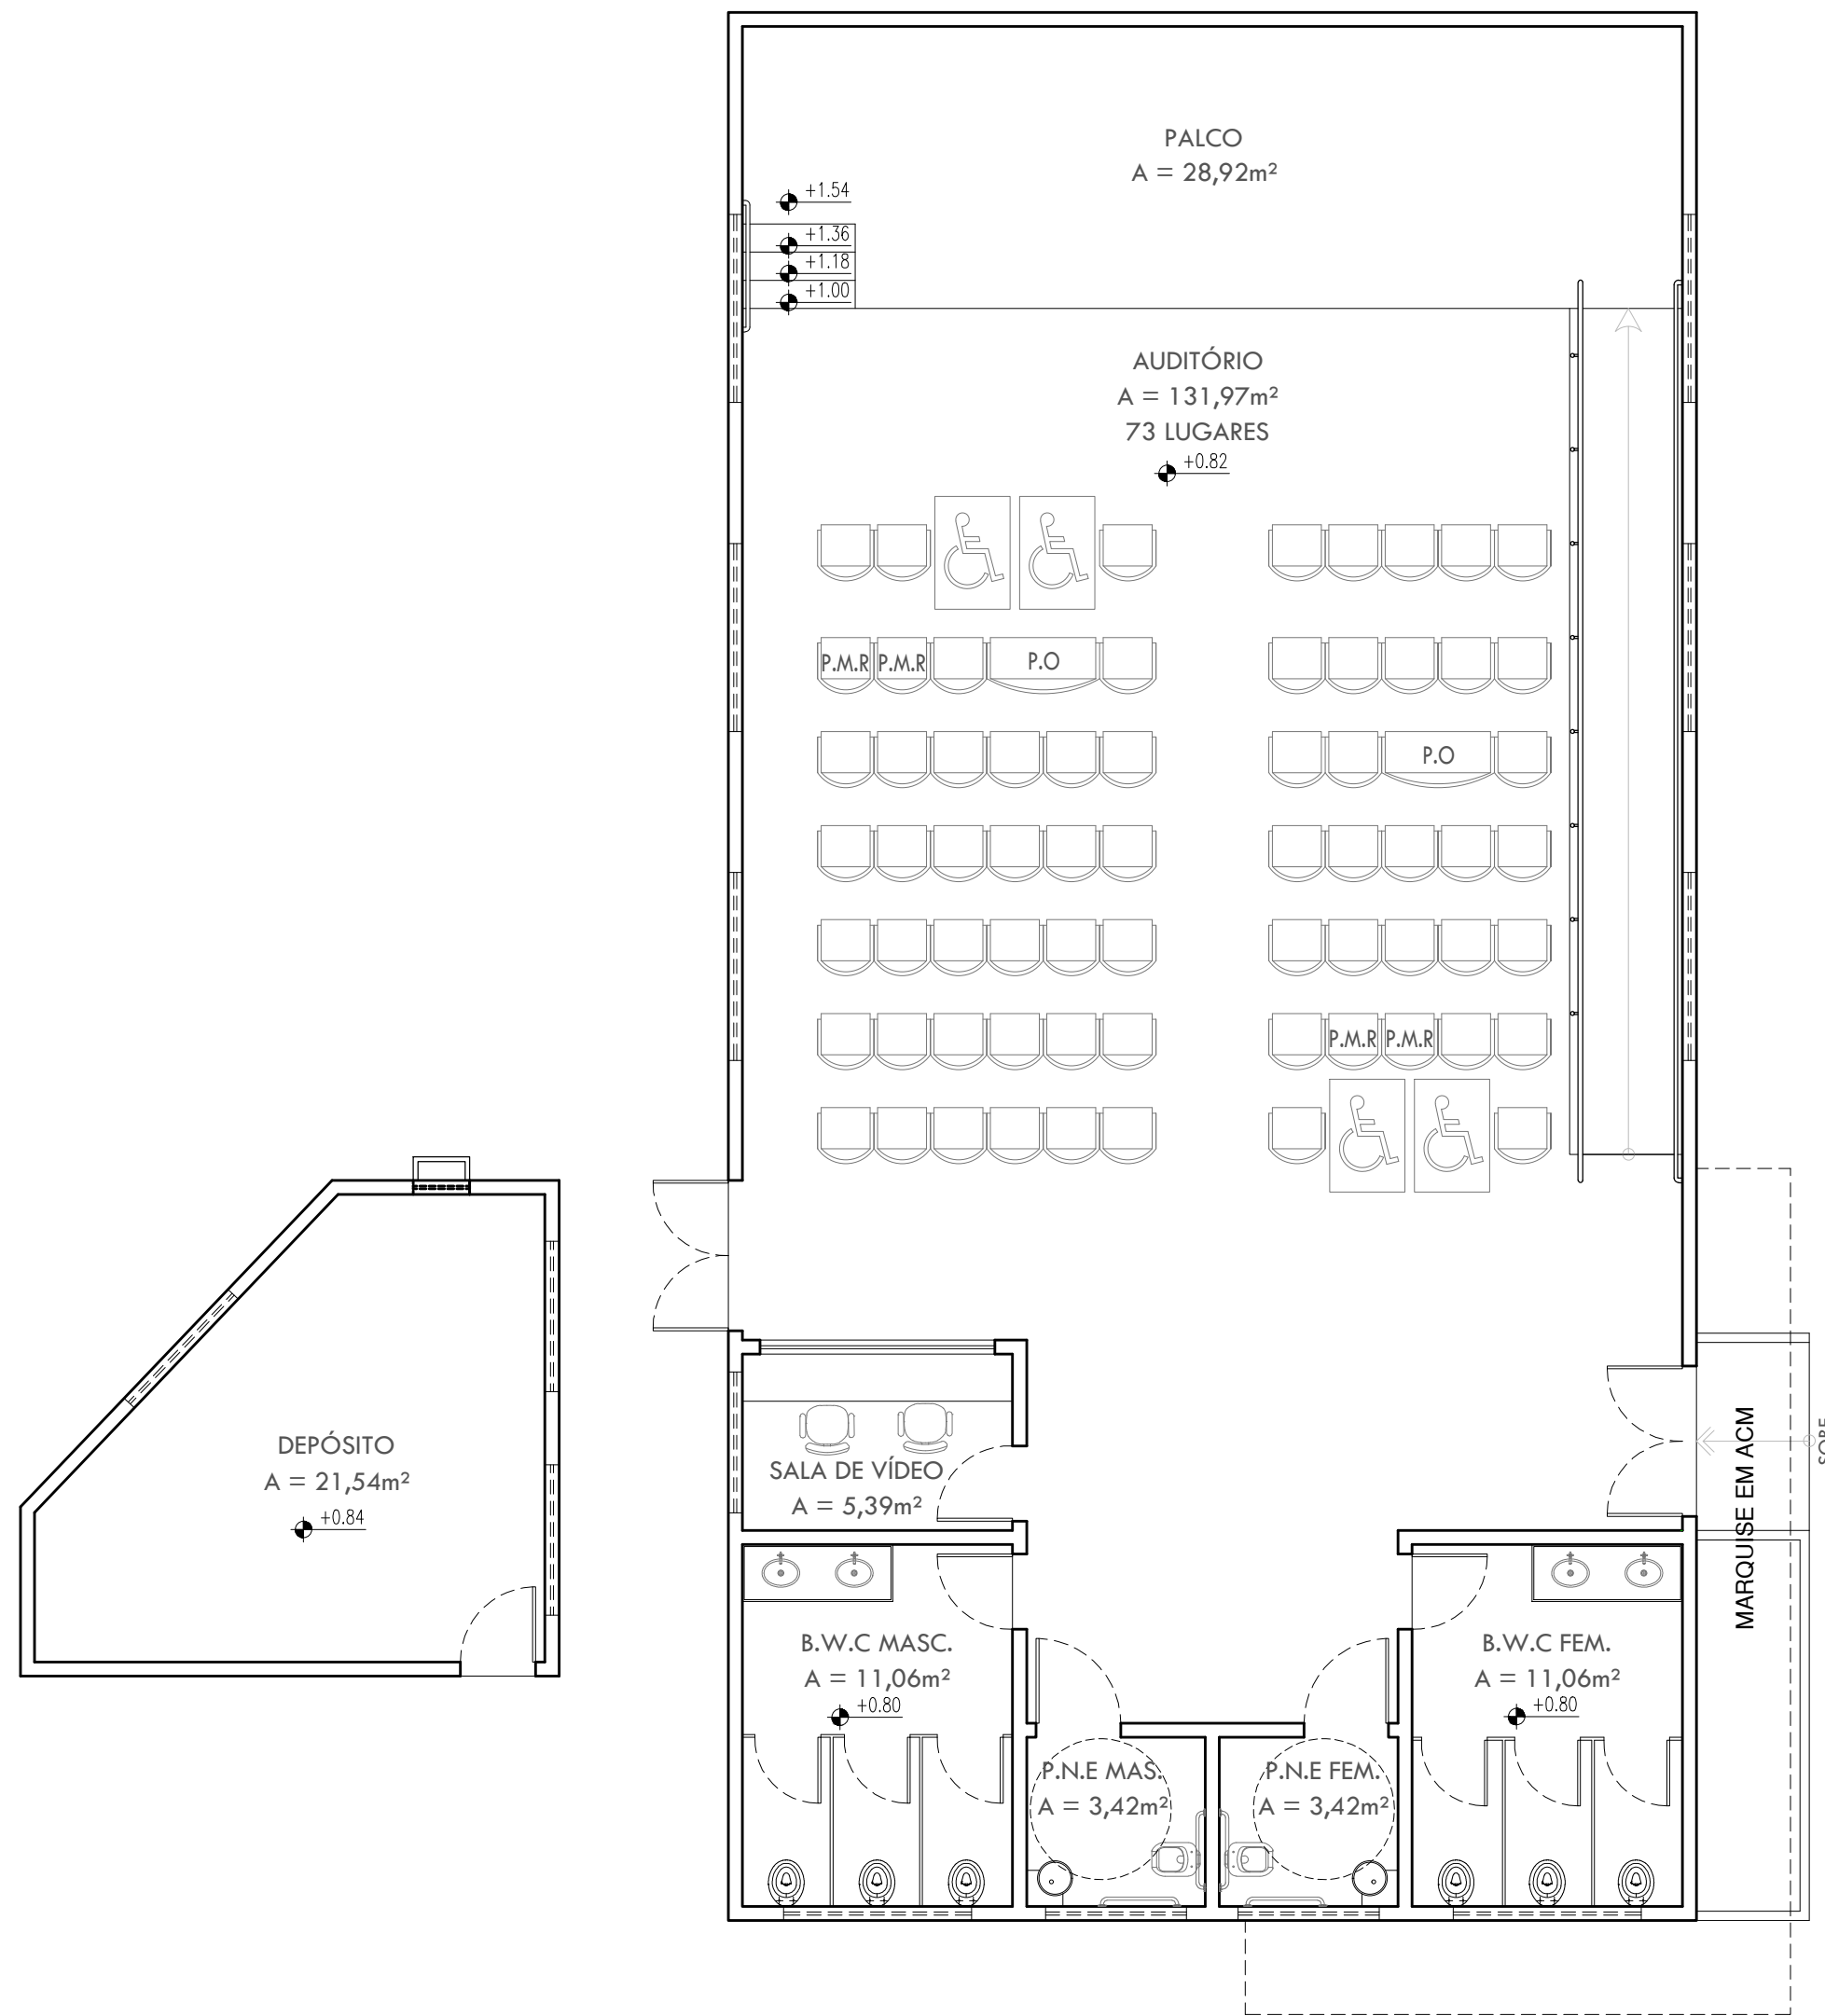 PALCO
A = 28,92m²
+1.54
+1.36
+1.18
+1.00
AUDITÓRIO
A = 131,97m²
73 LUGARES
+0.82
P.M.R P.M.R P.O
P.O
P.M.R P.M.R
DEPÓSITO
A = 21,54m²
+0.84
SALA DE VÍDEO
A = 5,39m²
MARQUISE EM ACM
SOBE
B.W.C MASC.
A = 11,06m²
+0.80
B.W.C FEM.
A = 11,06m²
+0.80
P.N.E MAS.
A = 3,42m²
P.N.E FEM.
A = 3,42m²